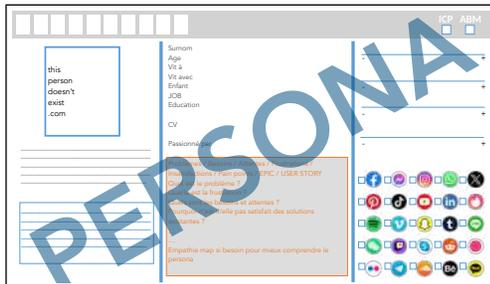 ICP ABM
this
person
doesn't
exist
.com
Surnom
Age
Vit à
Vit avec
Enfant
JOB
Education
CV
Passionné par
- +
- +
- +
- +
Problèmes / Besoins / Attentes / Frustrations /
Insatisfactions / Pain points / EPIC / USER STORY
Quel est le problème ?
Quelle est la frustration ?
Quels sont les besoins et attentes ?
Pourquoi n'est-il/elle pas satisfait des solutions
existantes ?
...
Empathie map si besoin pour mieux comprendre le
persona
PERSONA
Bē